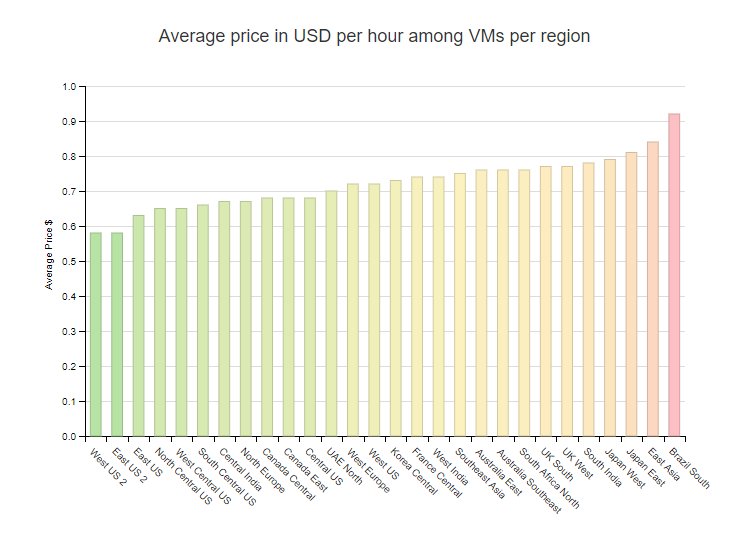 Average price in USD per hour among VMs per region
1.0
0.9
0.8
0.7
0.6
0.5
0.4
0.3
0.2
0.1
0.0
Average Price $
West US 2
East US 2
East US
North Central US
West Central US
South Central US
Central India
North Europe
Canada Central
Canada East
Central US
UAE North
West Europe
West US
Korea Central
France Central
West India
Southeast Asia
Australia East
Australia Southeast
South Africa North
UK South
UK West
South India
Japan West
Japan East
East Asia
Brazil South